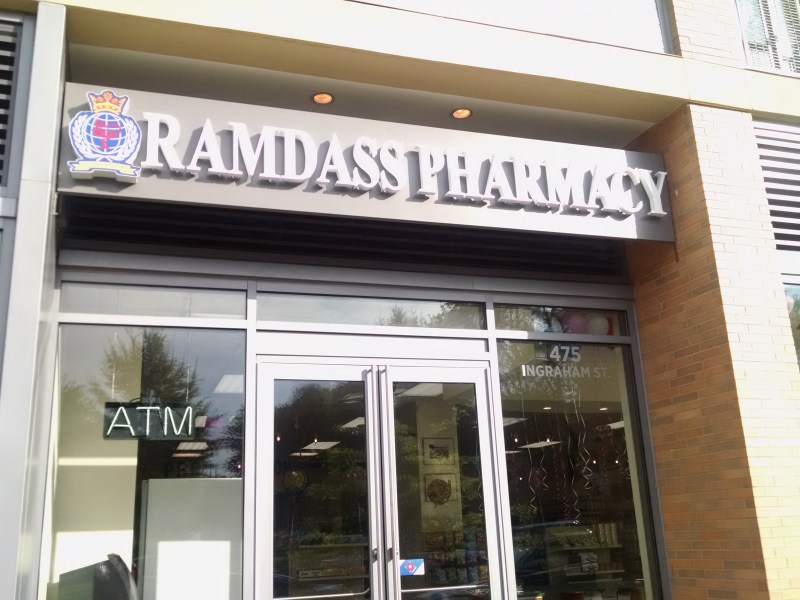 RAMDASS PHARMACY
475
INGRAHAM ST.
ATM